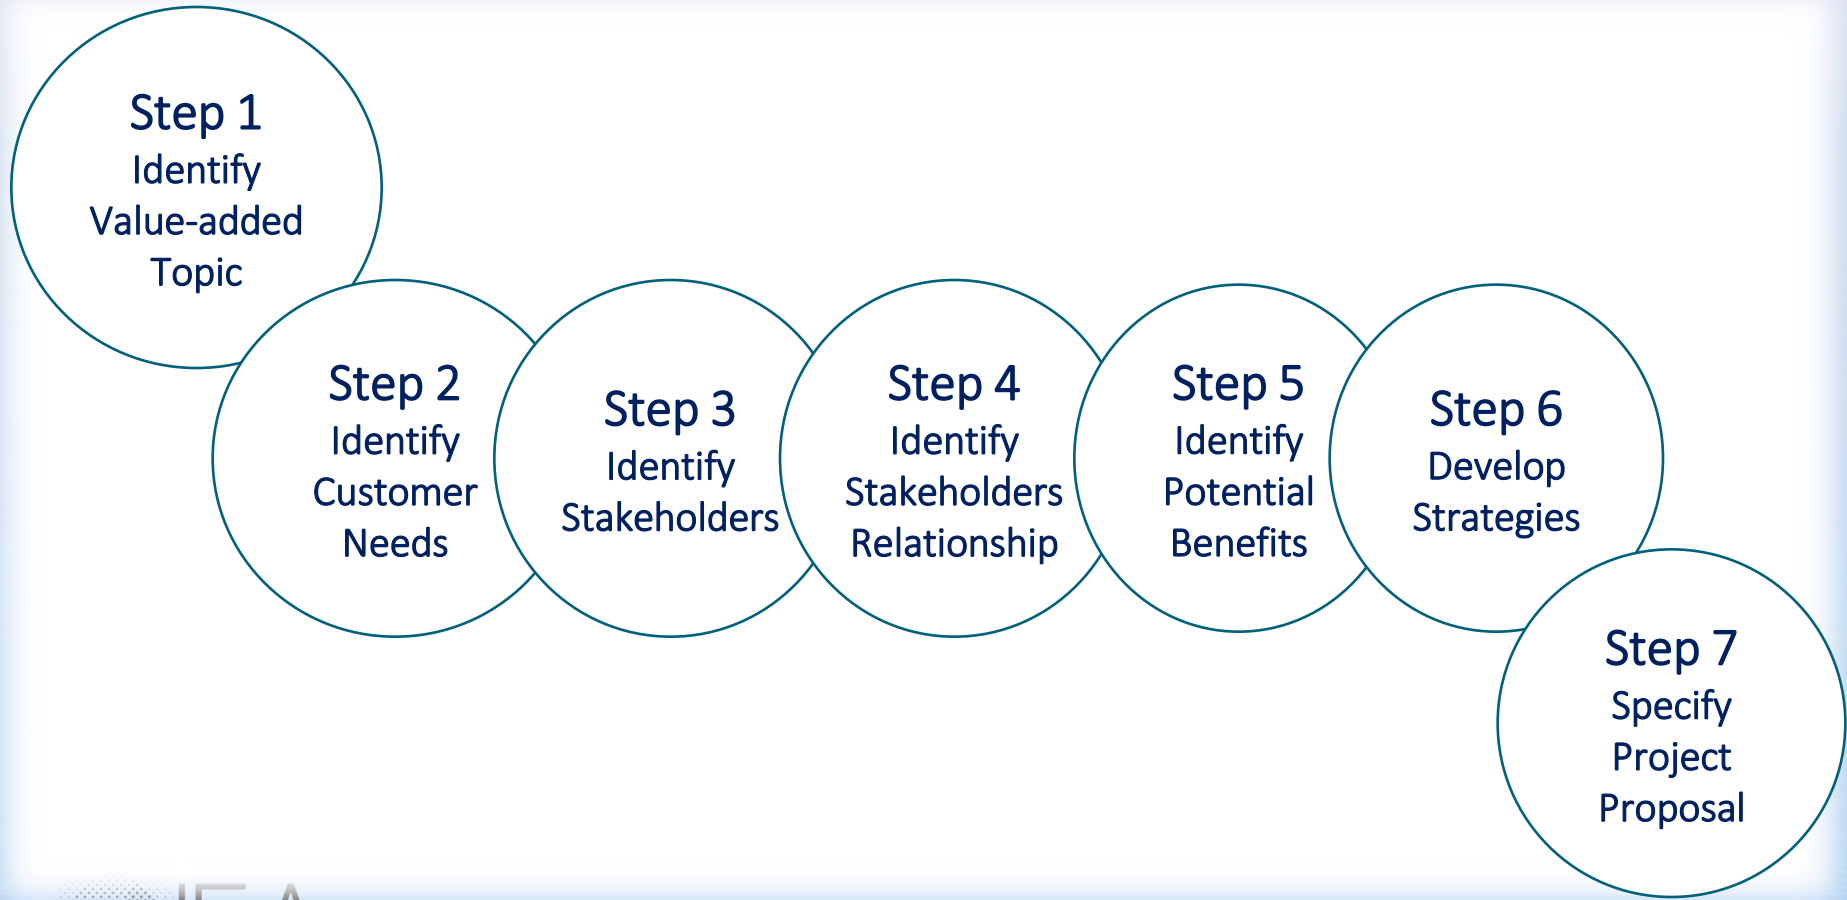 Step 1
Identify
Value-added
Topic
Step 2
Identify
Customer
Needs
Step 3
Identify
Stakeholders
Step 4
Identify
Stakeholders
Relationship
Step 5
Identify
Potential
Benefits
Step 6
Develop
Strategies
Step 7
Specify
Project
Proposal